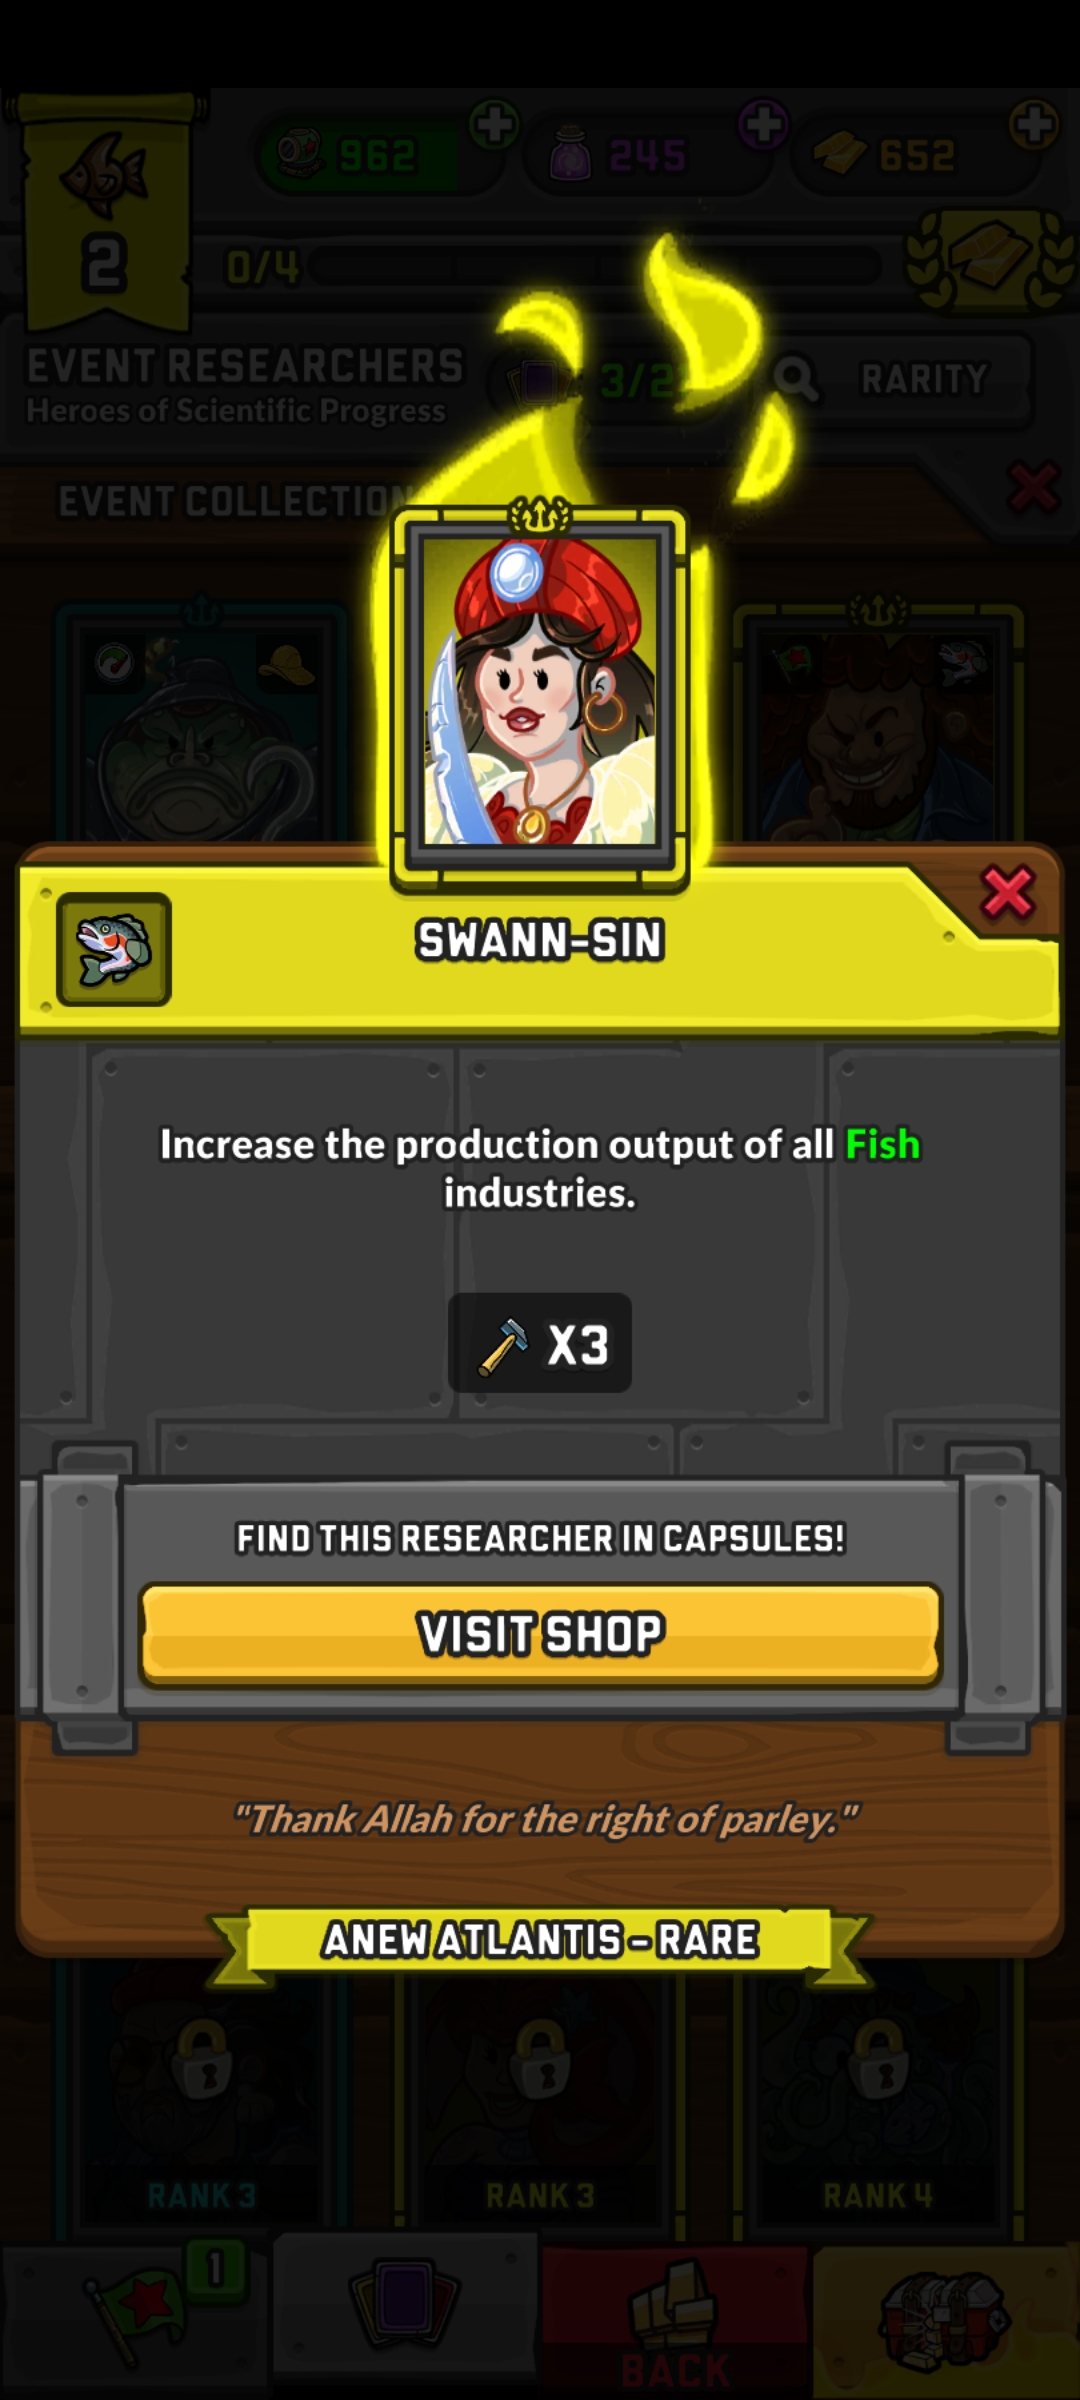 962
245
652
2
0/4
EVENT RESEARCHERS
3/2
RARITY
Heroes of Scientific Progress
EVENT COLLECTION
SWANN-SIN
Increase the production output of all Fish
industries.
X3
FIND THIS RESEARCHER IN CAPSULES!
VISIT SHOP
"Thank Allah for the right of parley."
ANEW ATLANTIS - RARE
RANK 3
RANK 3
RANK 4
1
BACK